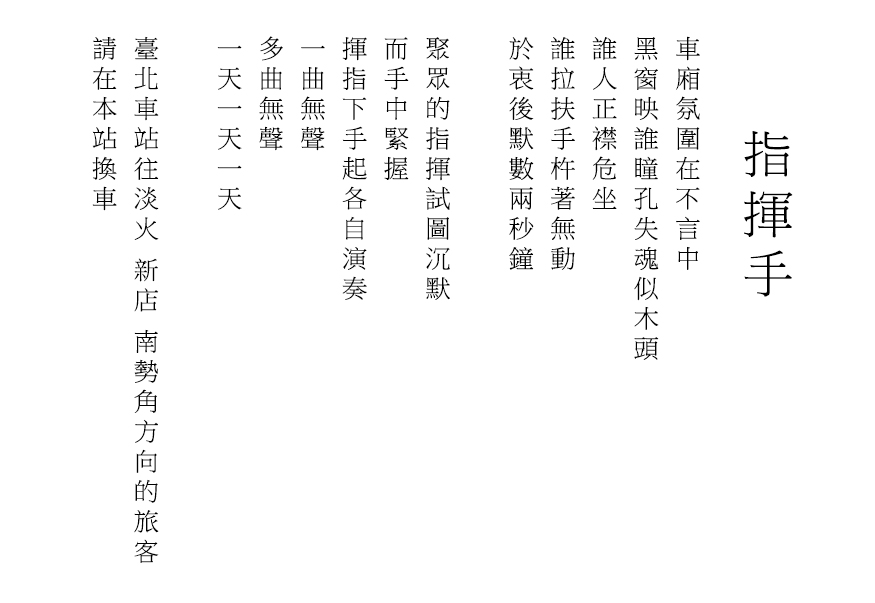 指揮手
車廂氛圍在不言中
黑窗映誰瞳孔失魂似木頭
誰人正襟危坐
誰拉扶手杵著無動
於衷後默數兩秒鐘
聚眾的指揮試圖沉默
而手中緊握
揮指下手起各自演奏
一曲無聲
多曲無聲
一天一天一天
臺北車站往淡火 新店 南勢角方向的旅客
請在本站換車